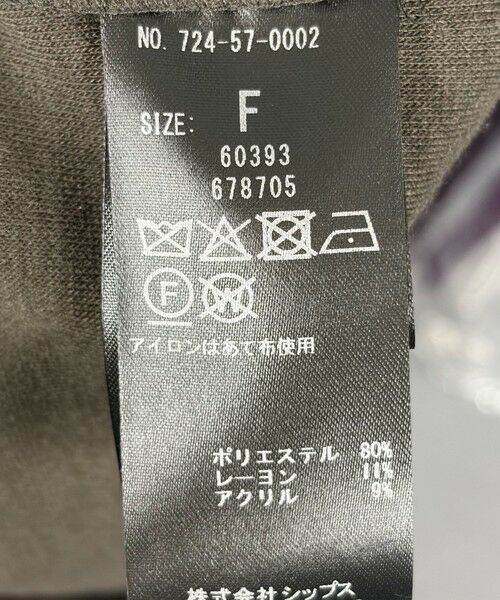 NO. 724-57-0002
SIZE: F
60393
678705
F W
アイロンはあて布使用
ポリエステル 80%
レーヨン 11%
アクリル 9%
株式会社シップス